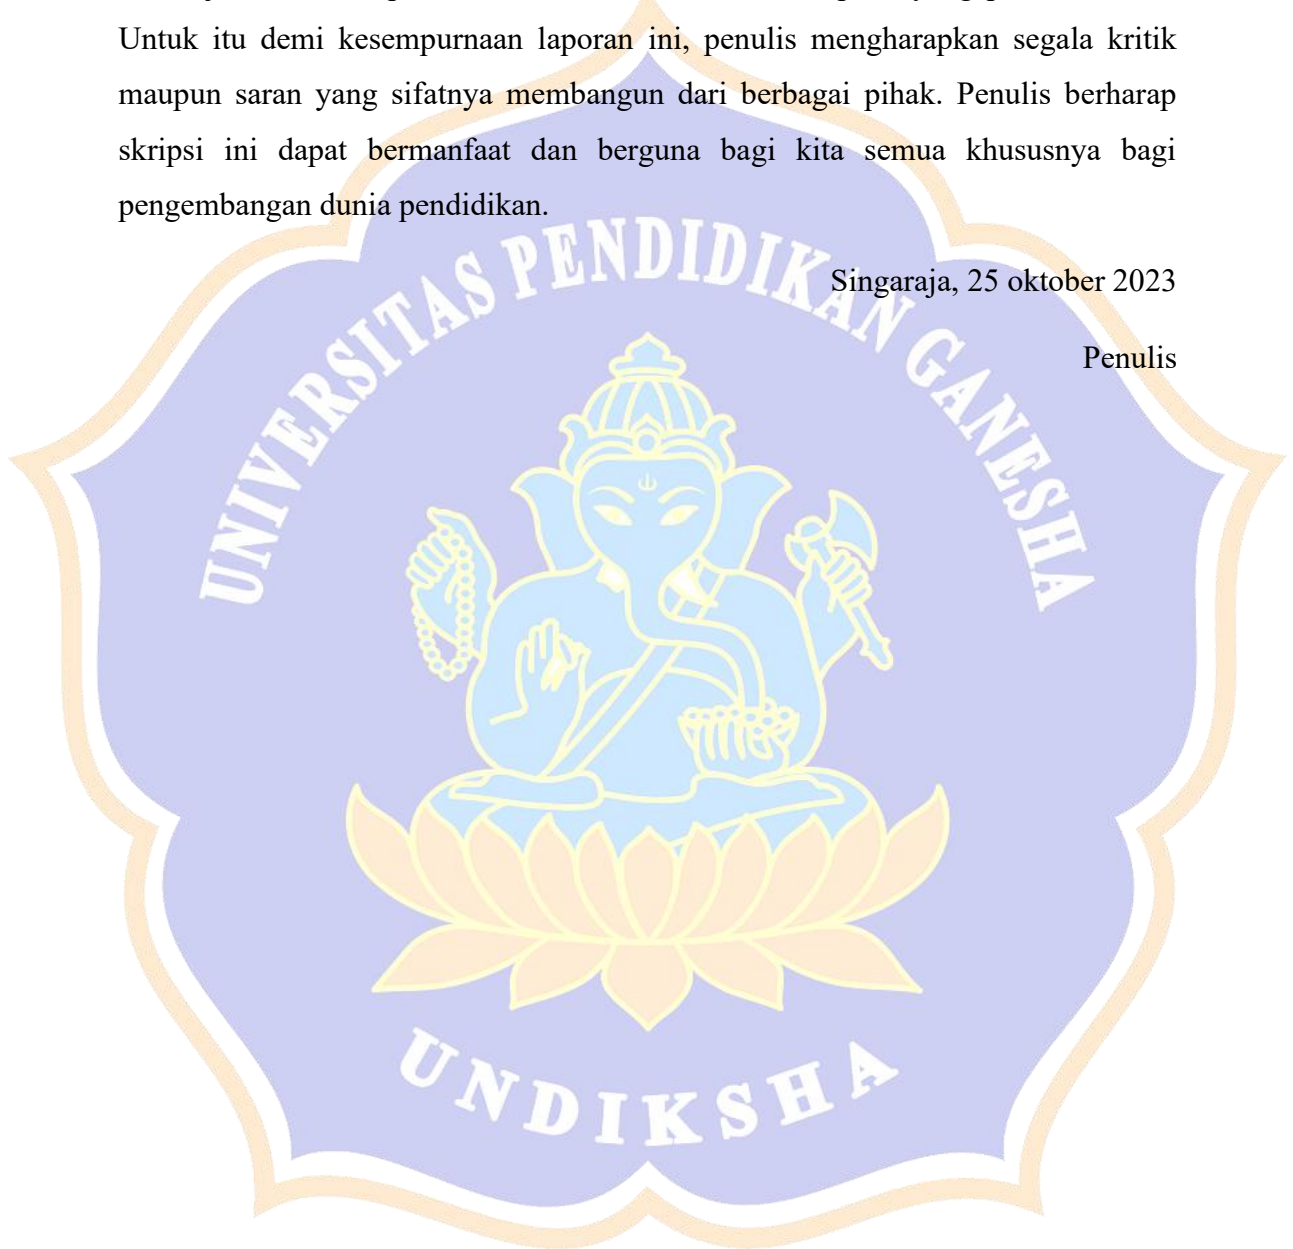 Untuk itu demi kesempurnaan laporan ini, penulis mengharapkan segala kritik
maupun saran yang sifatnya membangun dari berbagai pihak. Penulis berharap
skripsi ini dapat bermanfaat dan berguna bagi kita semua khususnya bagi
pengembangan dunia pendidikan.
Singaraja, 25 oktober 2023
Penulis
UNIVERSITAS PENDIDIKAN GANESHA
UNDIKSHA